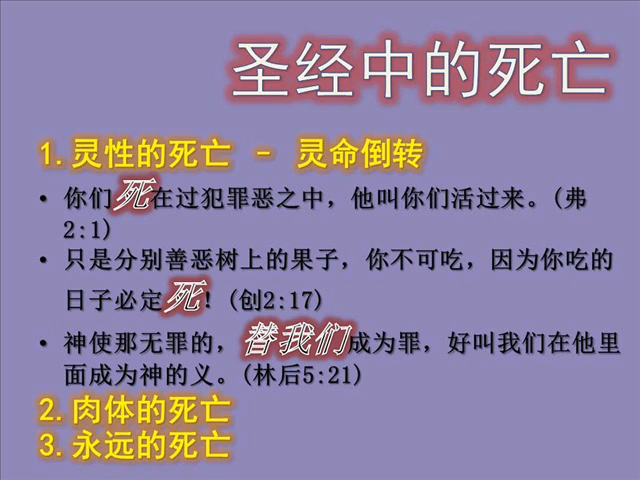 圣经中的死亡
1.灵性的死亡 – 灵命倒转
• 你们死在过犯罪恶之中，他叫你们活过来。(弗
2:1)
• 只是分别善恶树上的果子，你不可吃，因为你吃的
日子必定死！(创2:17)
• 神使那无罪的，替我们成为罪，好叫我们在他里
面成为神的义。(林后5:21)
2.肉体的死亡
3.永远的死亡